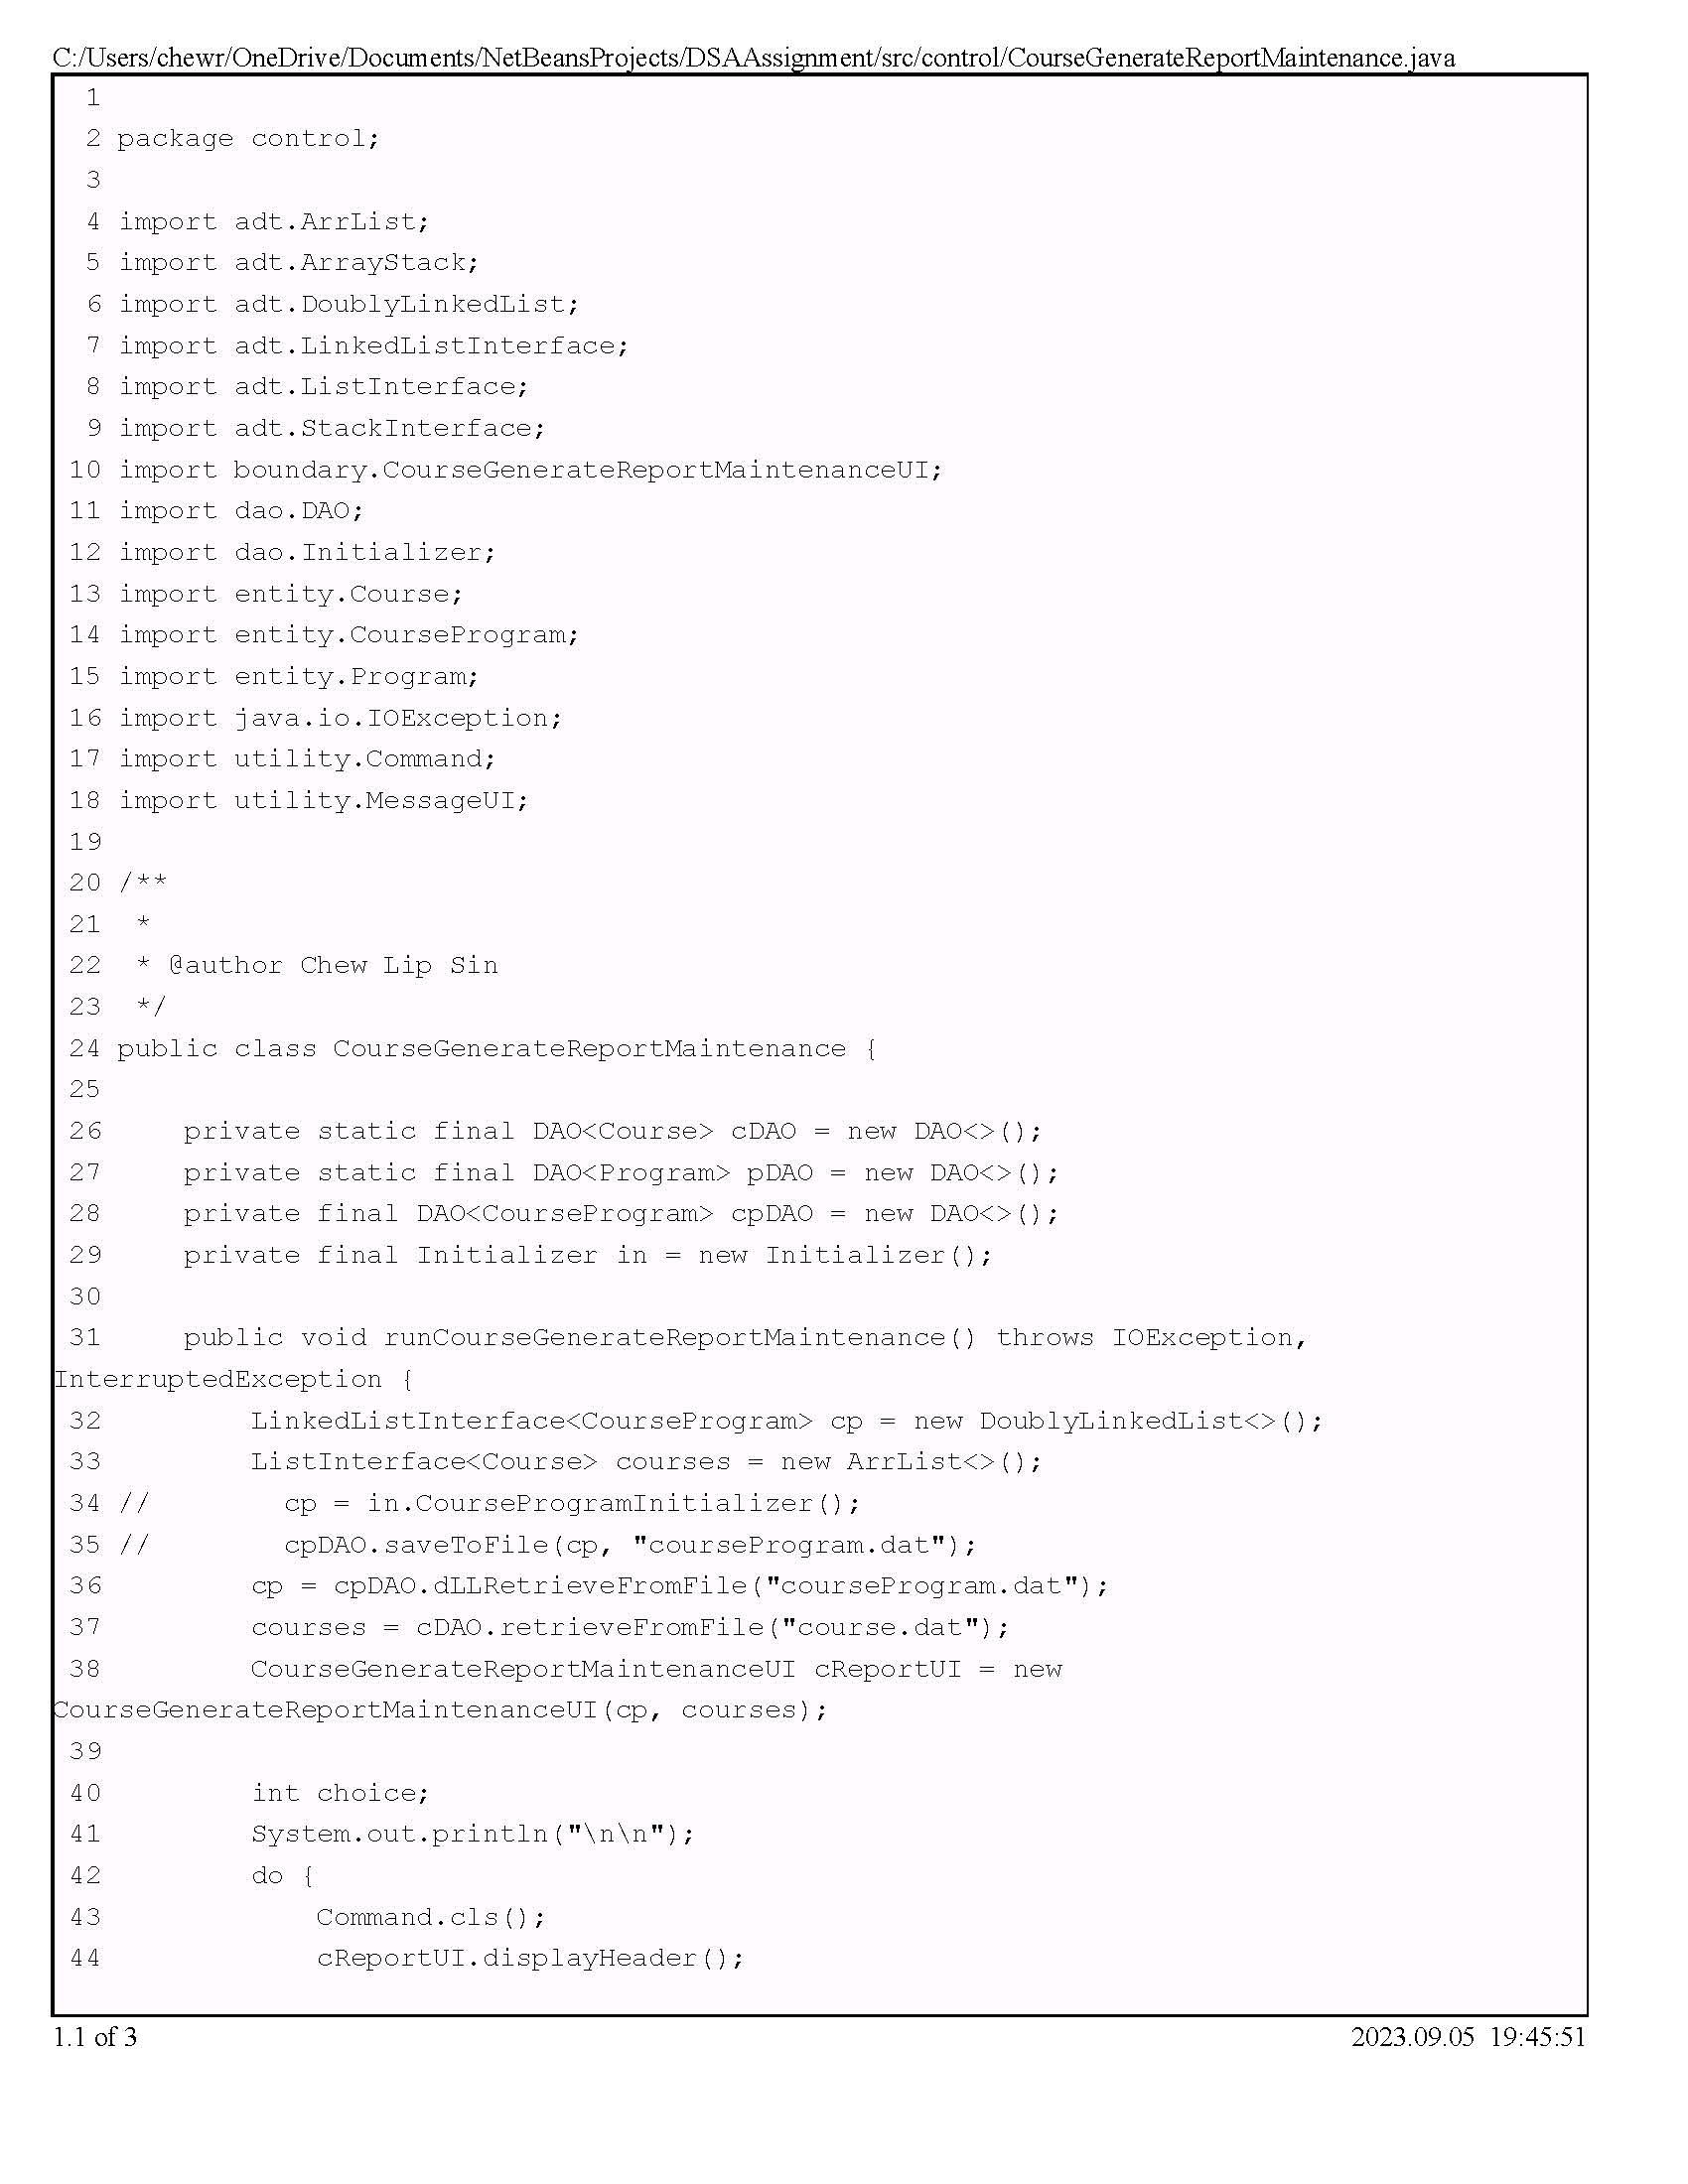 C:/Users/chewr/OneDrive/Documents/NetBeansProjects/DSAAssignment/src/control/CourseGenerateReportMaintenance.java
1
2 package control;
3
4 import adt.ArrList;
5 import adt.ArrayStack;
6 import adt.DoublyLinkedList;
7 import adt.LinkedListInterface;
8 import adt.ListInterface;
9 import adt.StackInterface;
10 import boundary.CourseGenerateReportMaintenanceUI;
11 import dao.DAO;
12 import dao.Initializer;
13 import entity.Course;
14 import entity.CourseProgram;
15 import entity.Program;
16 import java.io.IOException;
17 import utility.Command;
18 import utility.MessageUI;
19
20 /**
21  *
22  * @author Chew Lip Sin
23  */
24 public class CourseGenerateReportMaintenance {
25
26     private static final DAO<Course> cDAO = new DAO<>();
27     private static final DAO<Program> pDAO = new DAO<>();
28     private final DAO<CourseProgram> cpDAO = new DAO<>();
29     private final Initializer in = new Initializer();
30
31     public void runCourseGenerateReportMaintenance() throws IOException,
InterruptedException {
32         LinkedListInterface<CourseProgram> cp = new DoublyLinkedList<>();
33         ListInterface<Course> courses = new ArrList<>();
34 //        cp = in.CourseProgramInitializer();
35 //        cpDAO.saveToFile(cp, "courseProgram.dat");
36         cp = cpDAO.dLLRetrieveFromFile("courseProgram.dat");
37         courses = cDAO.retrieveFromFile("course.dat");
38         CourseGenerateReportMaintenanceUI cReportUI = new
CourseGenerateReportMaintenanceUI(cp, courses);
39
40         int choice;
41         System.out.println("\n\n");
42         do {
43             Command.cls();
44             cReportUI.displayHeader();
1.1 of 3
2023.09.05 19:45:51